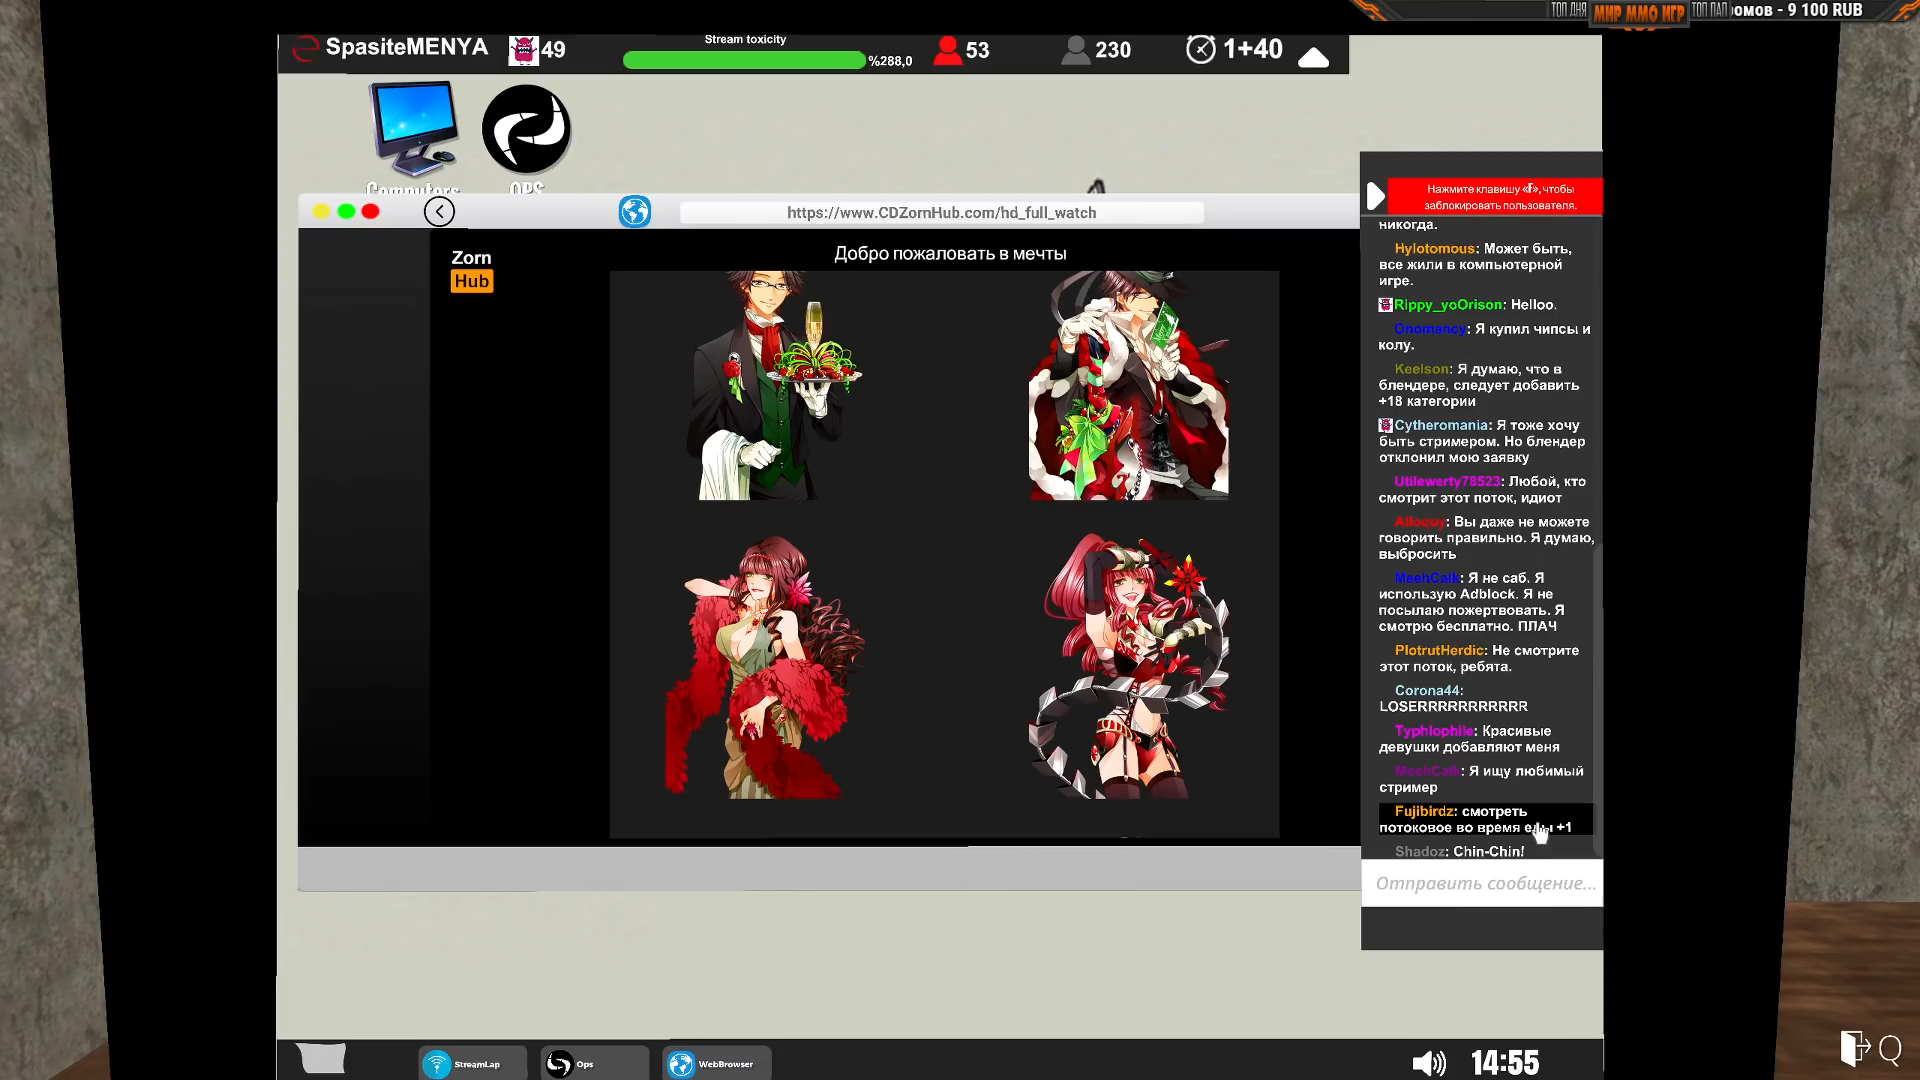 ТОП ДНЯ МИР ММО ИГР ТОП ПАП омов - 9 100 RUB
SpasiteMENYA 49 Stream toxicity %288,0 53 230 1+40
Computers OPS
https://www.CDZornHub.com/hd_full_watch
Zorn
Hub
Добро пожаловать в мечты
Нажмите клавишу «F», чтобы
заблокировать пользователя.
никогда.
Hylotomous: Может быть,
все жили в компьютерной
игре.
Rippy_yoOrison: Helloo.
Onomancy: Я купил чипсы и
колу.
Keelson: Я думаю, что в
блендере, следует добавить
+18 категории
Cytheromania: Я тоже хочу
быть стримером. Но блендер
отклонил мою заявку
Utilewerty78523: Любой, кто
смотрит этот поток, идиот
Alloquy: Вы даже не можете
говорить правильно. Я думаю,
выбросить
MeehCalk: Я не саб. Я
использую Adblock. Я не
посылаю пожертвовать. Я
смотрю бесплатно. ПЛАЧ
PlotrutHerdic: Не смотрите
этот поток, ребята.
Corona44:
LOSERRRRRRRRRRR
Typhlophile: Красивые
девушки добавляют меня
MeehCalk: Я ищу любимый
стример
Fujibirdz: смотреть
потоковое во время еды +1
Shadoz: Chin-Chin!
Отправить сообщение...
StreamLap Ops WebBrowser 14:55
Q